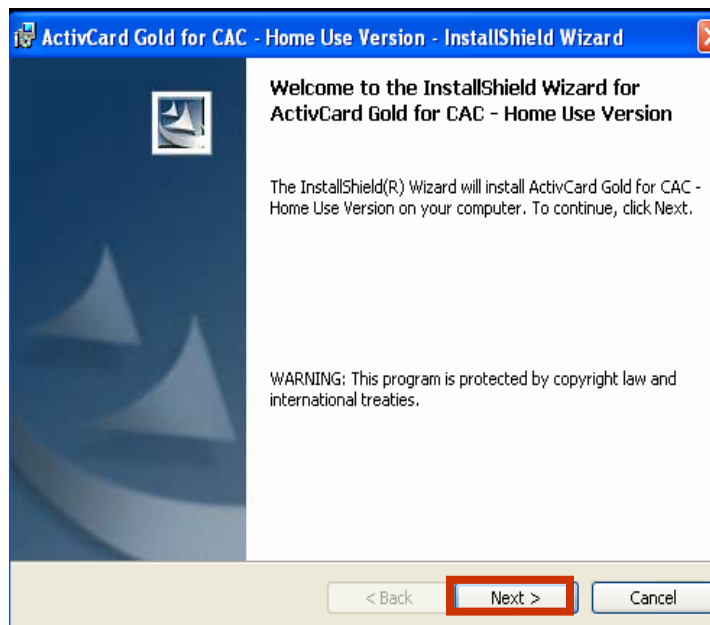 ActivCard Gold for CAC - Home Use Version - InstallShield Wizard
Welcome to the InstallShield Wizard for
ActivCard Gold for CAC - Home Use Version
The InstallShield(R) Wizard will install ActivCard Gold for CAC -
Home Use Version on your computer. To continue, click Next.
WARNING: This program is protected by copyright law and
international treaties.
< Back Next > Cancel